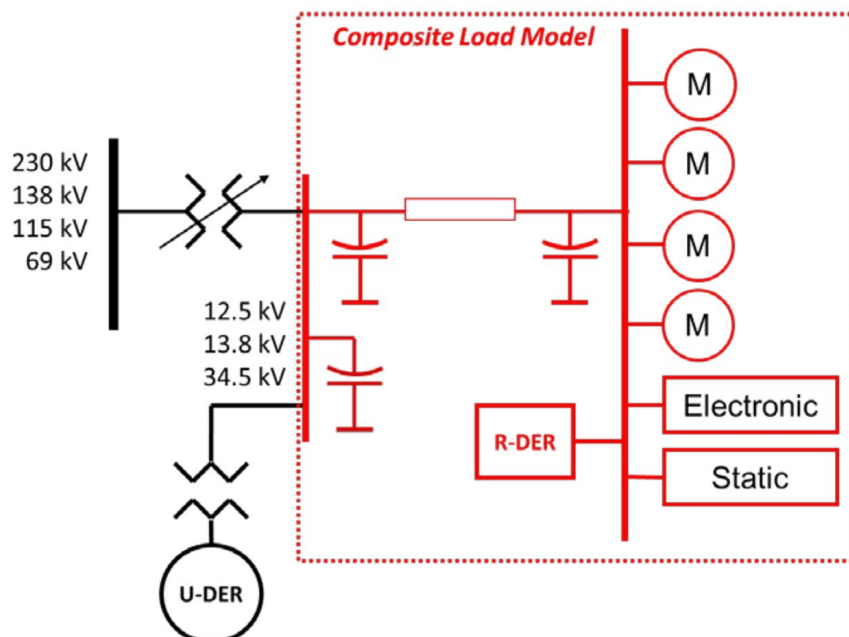 Composite Load Model
230 kV
138 kV
115 kV
69 kV
12.5 kV
13.8 kV
34.5 kV
M
M
M
M
Electronic
R-DER
Static
U-DER